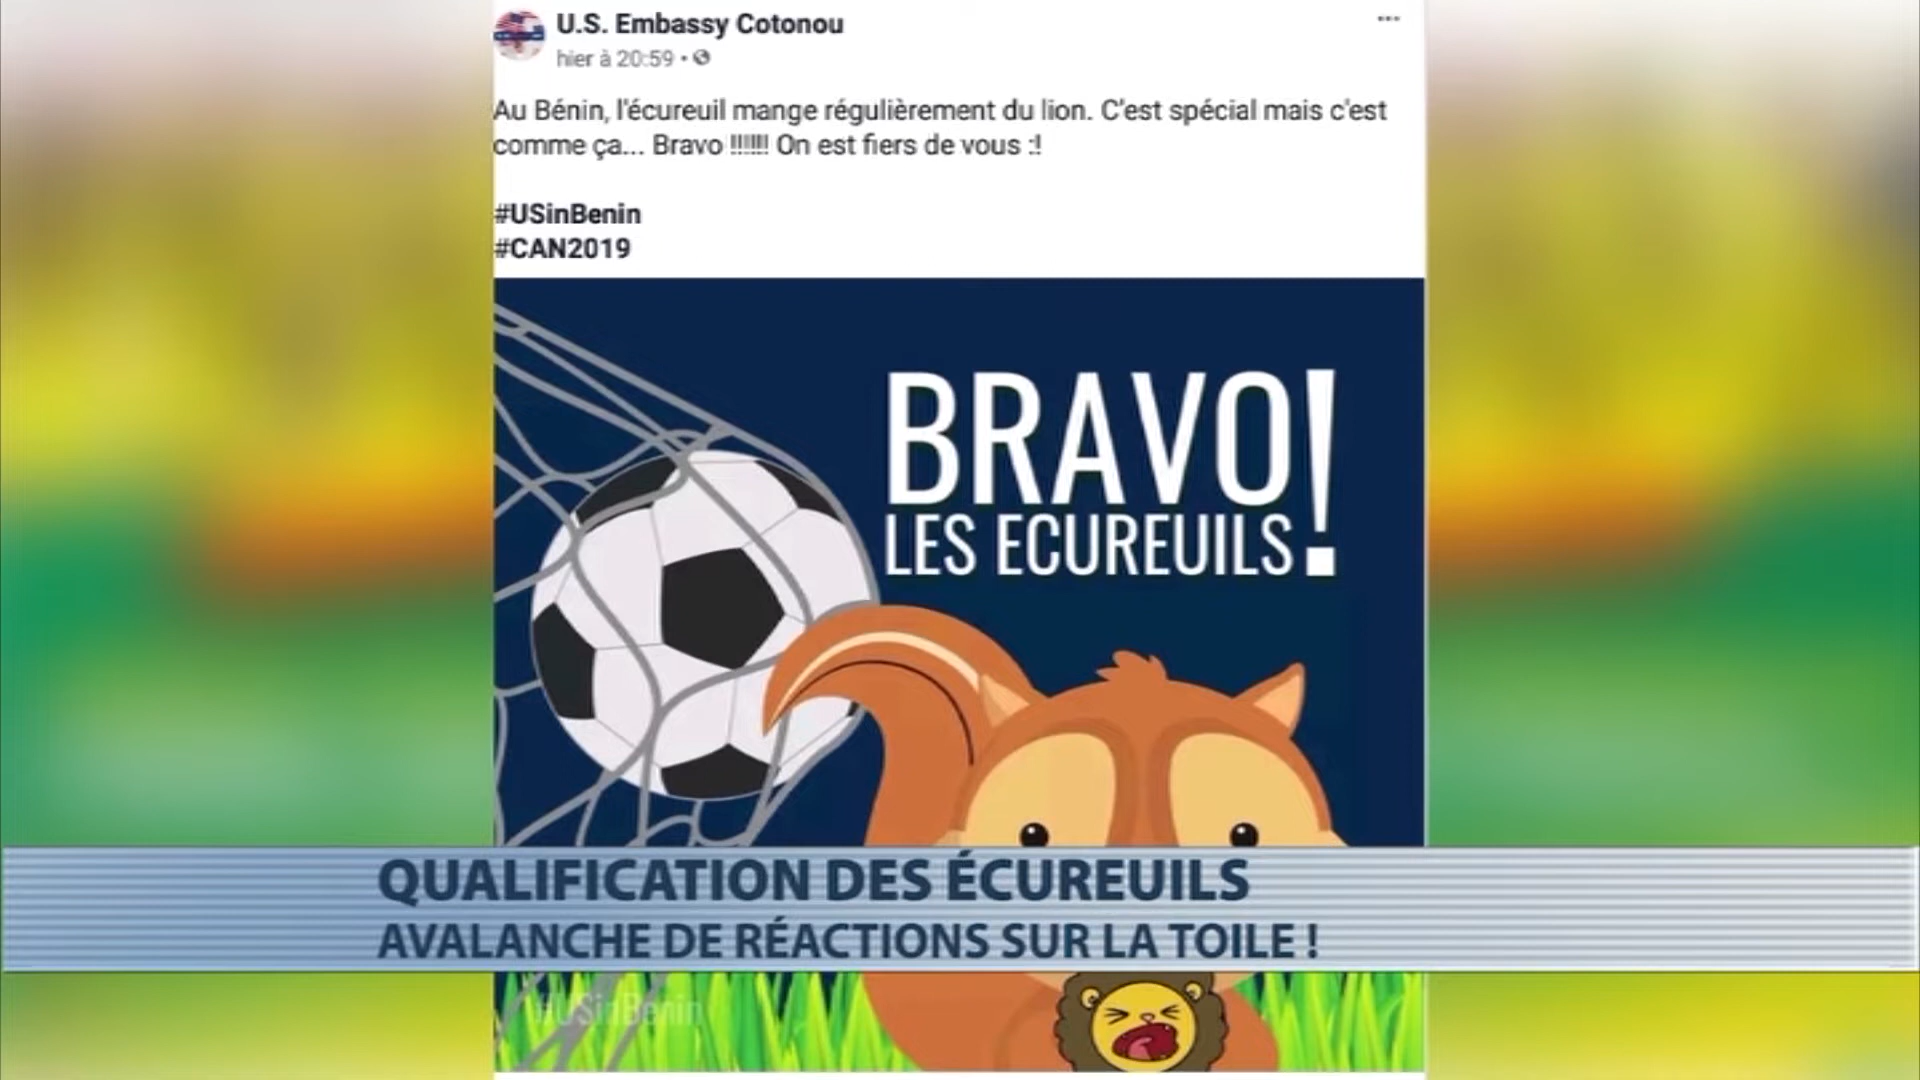 U.S. Embassy Cotonou
hier à 20:59
Au Bénin, l'écureuil mange régulièrement du lion. C'est spécial mais c'est
comme ça... Bravo !!!!!!! On est fiers de vous :!
#USinBenin
#CAN2019
BRAVO!
LES ECUREUILS
QUALIFICATION DES ÉCUREUILS
AVALANCHE DE RÉACTIONS SUR LA TOILE !
#USinBenin